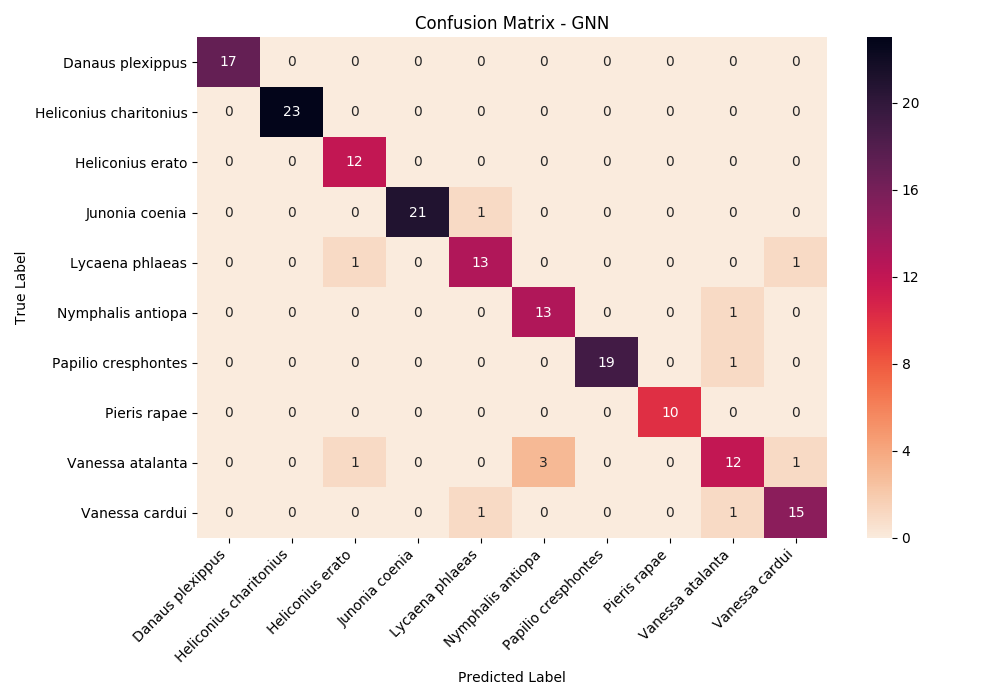 Confusion Matrix - GNN
Danaus plexippus 17 0 0 0 0 0 0 0 0 0
Heliconius charitonius 0 23 0 0 0 0 0 0 0 0
Heliconius erato 0 0 12 0 0 0 0 0 0 0
Junonia coenia 0 0 0 21 1 0 0 0 0 0
Lycaena phlaeas 0 0 1 0 13 0 0 0 0 1
Nymphalis antiopa 0 0 0 0 0 13 0 0 1 0
Papilio cresphontes 0 0 0 0 0 0 19 0 1 0
Pieris rapae 0 0 0 0 0 0 0 10 0 0
Vanessa atalanta 0 0 1 0 0 3 0 0 12 1
Vanessa cardui 0 0 0 0 1 0 0 0 1 15
True Label
Danaus plexippus
Heliconius charitonius
Heliconius erato
Junonia coenia
Lycaena phlaeas
Nymphalis antiopa
Papilio cresphontes
Pieris rapae
Vanessa atalanta
Vanessa cardui
Predicted Label
20
16
12
8
4
0